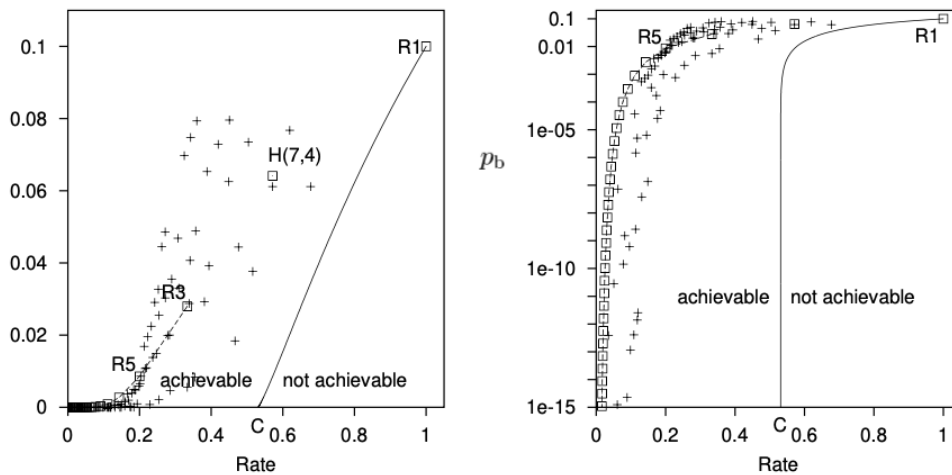 0.1
R1
0.08
H(7,4)
0.06
0.04
R3
0.02
R5
achievable
not achievable
0
0
0.2
0.4
C
0.6
0.8
1
Rate
0.1
R5
R1
0.01
1e-05
p_b
1e-10
achievable
not achievable
1e-15
0
0.2
0.4
C
0.6
0.8
1
Rate